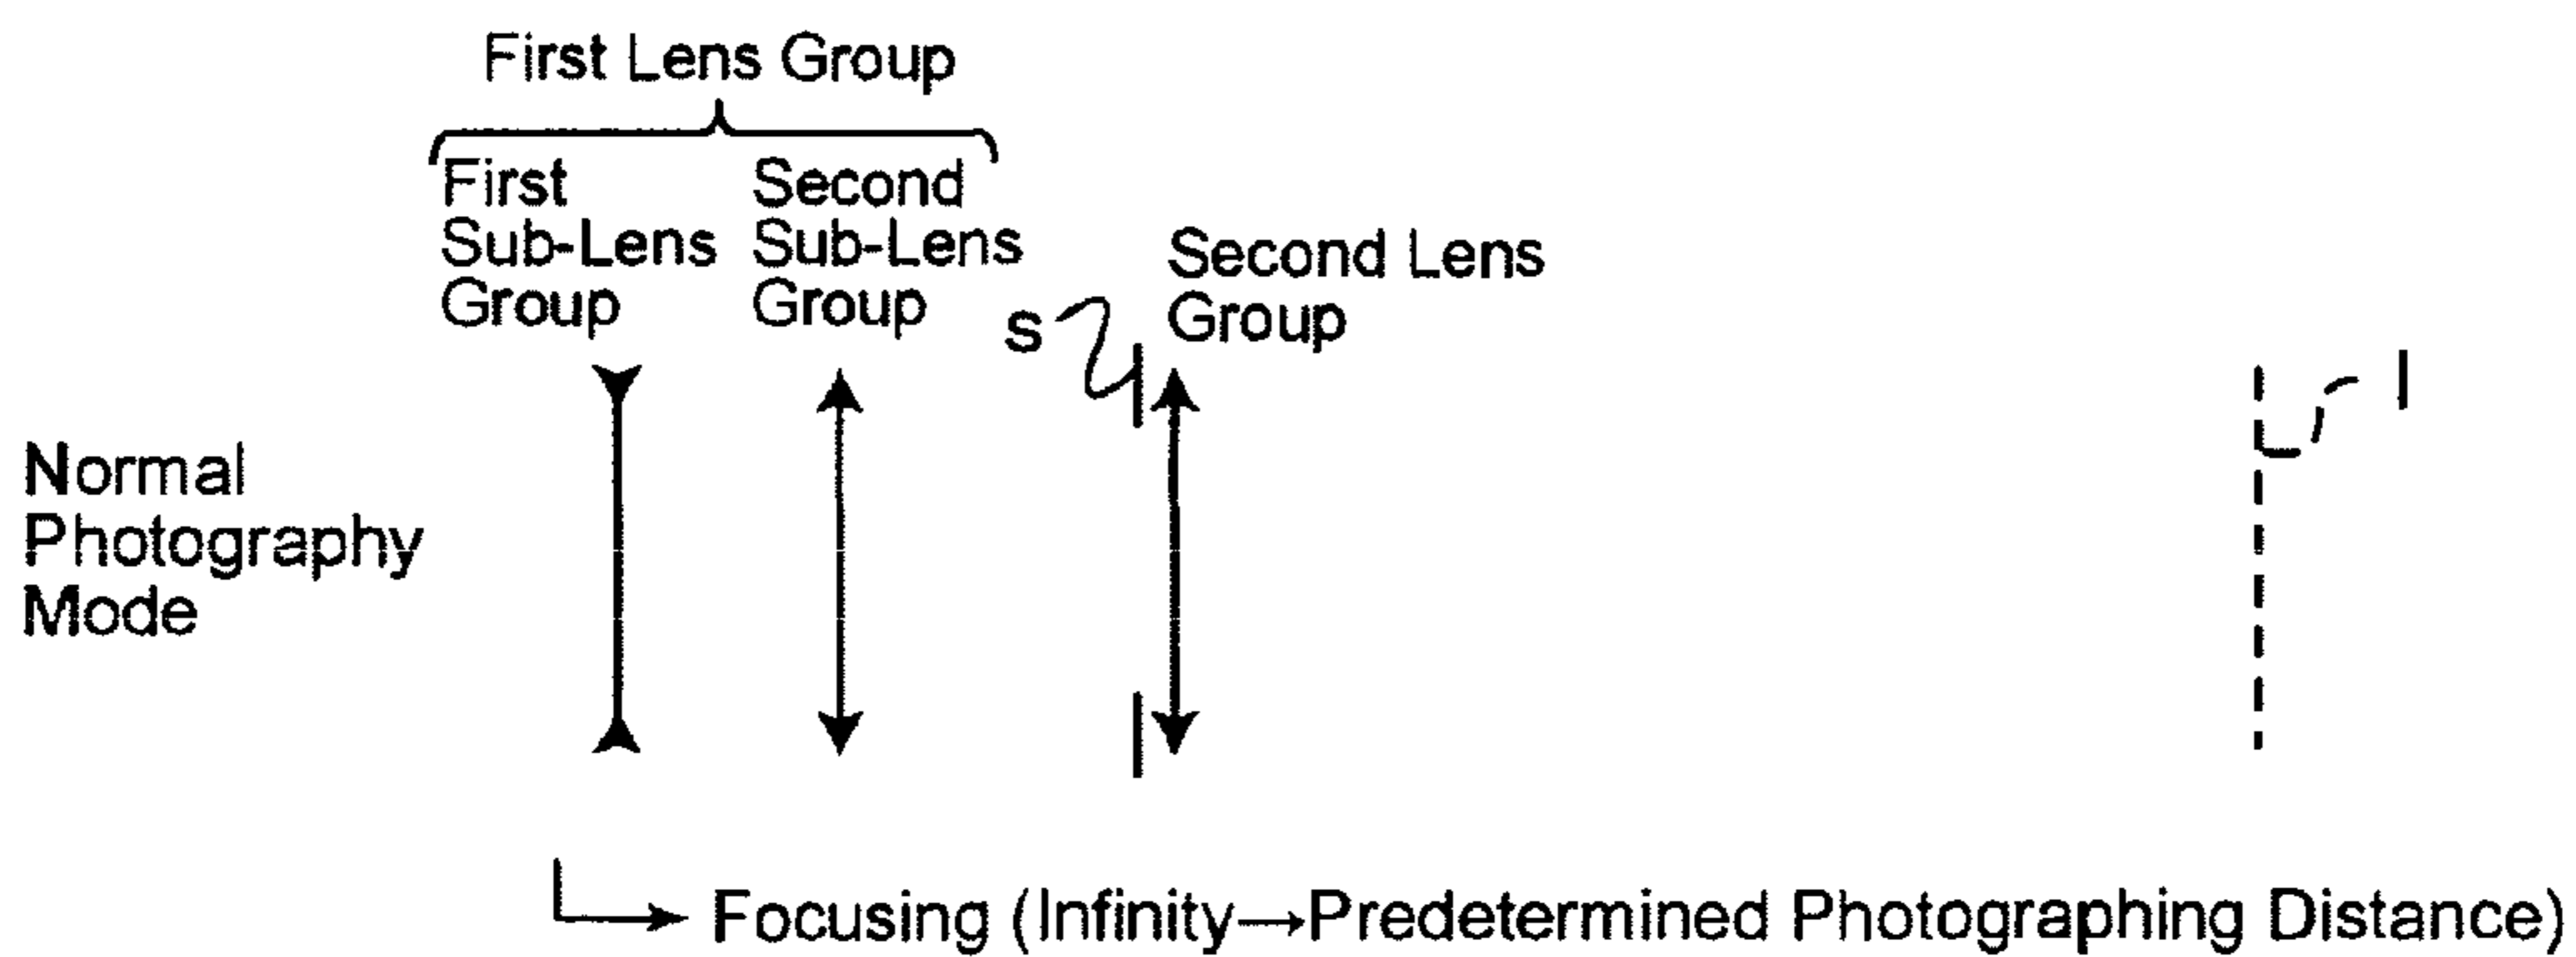 First Lens Group
First
Sub-Lens
Group
Second
Sub-Lens
Group
S
Second Lens
Group
I
Normal
Photography
Mode
Focusing (Infinity→Predetermined Photographing Distance)